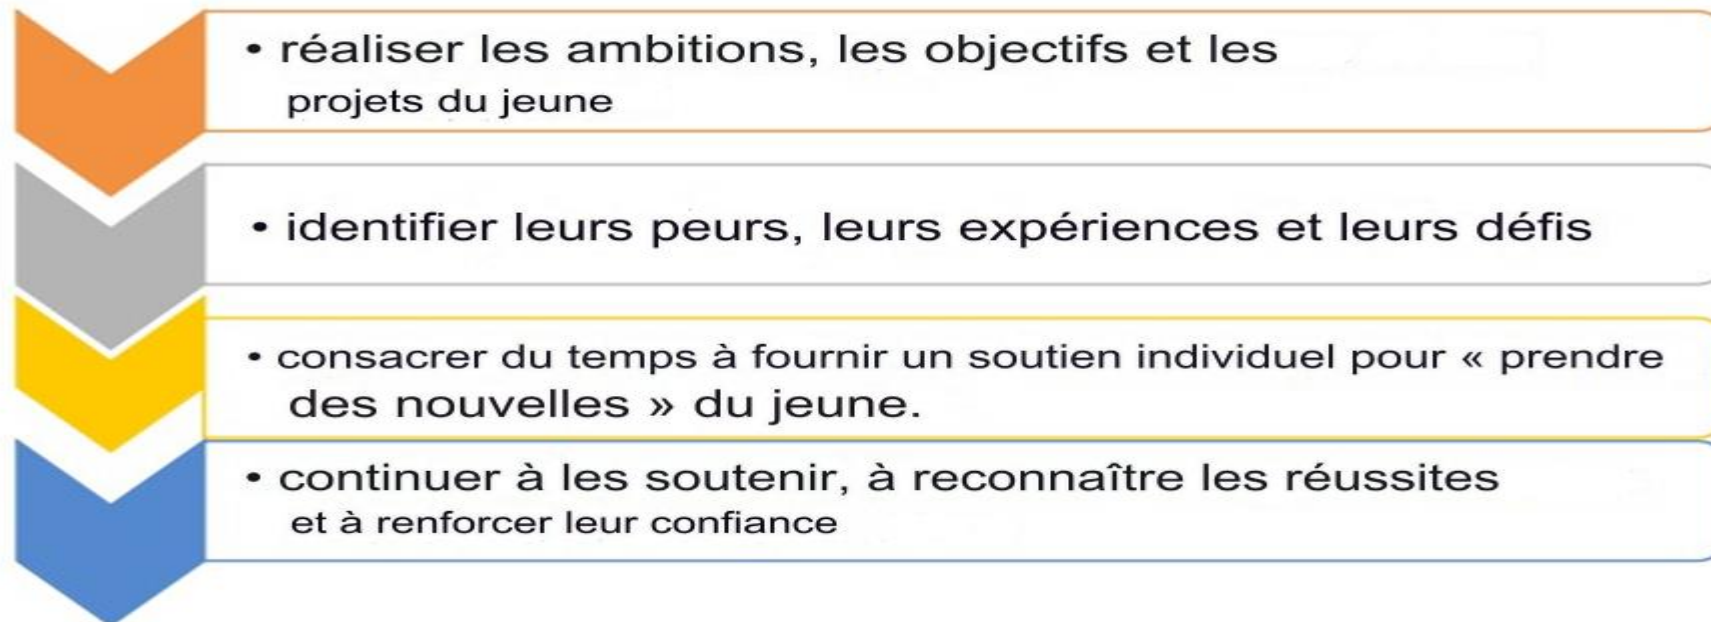 • réaliser les ambitions, les objectifs et les
projets du jeune
• identifier leurs peurs, leurs expériences et leurs défis
• consacrer du temps à fournir un soutien individuel pour « prendre
des nouvelles » du jeune.
• continuer à les soutenir, à reconnaître les réussites
et à renforcer leur confiance